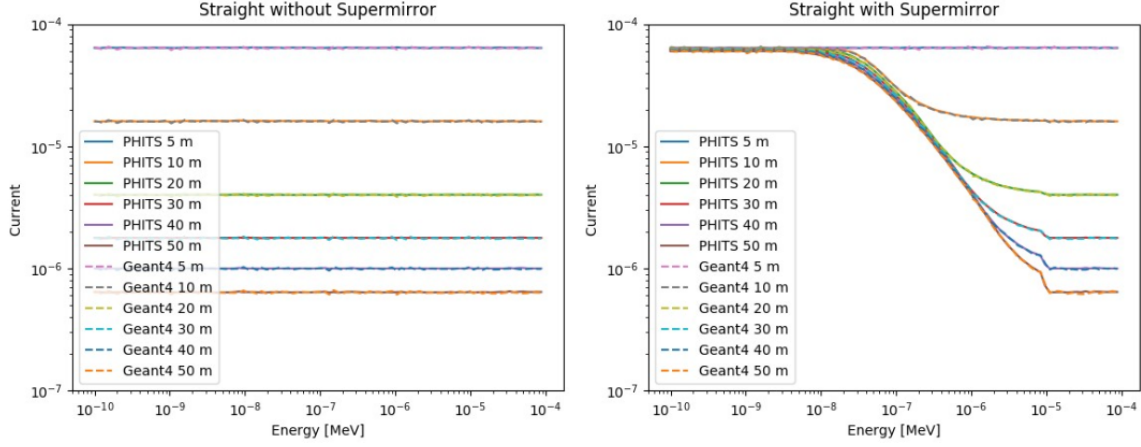 Straight without Supermirror
10⁻⁴
10⁻⁵
10⁻⁶
10⁻⁷
Current
PHITS 5 m
PHITS 10 m
PHITS 20 m
PHITS 30 m
PHITS 40 m
PHITS 50 m
Geant4 5 m
Geant4 10 m
Geant4 20 m
Geant4 30 m
Geant4 40 m
Geant4 50 m
10⁻¹⁰ 10⁻⁹ 10⁻⁸ 10⁻⁷ 10⁻⁶ 10⁻⁵ 10⁻⁴
Energy [MeV]
Straight with Supermirror
10⁻⁴
10⁻⁵
10⁻⁶
10⁻⁷
Current
PHITS 5 m
PHITS 10 m
PHITS 20 m
PHITS 30 m
PHITS 40 m
PHITS 50 m
Geant4 5 m
Geant4 10 m
Geant4 20 m
Geant4 30 m
Geant4 40 m
Geant4 50 m
10⁻¹⁰ 10⁻⁹ 10⁻⁸ 10⁻⁷ 10⁻⁶ 10⁻⁵ 10⁻⁴
Energy [MeV]